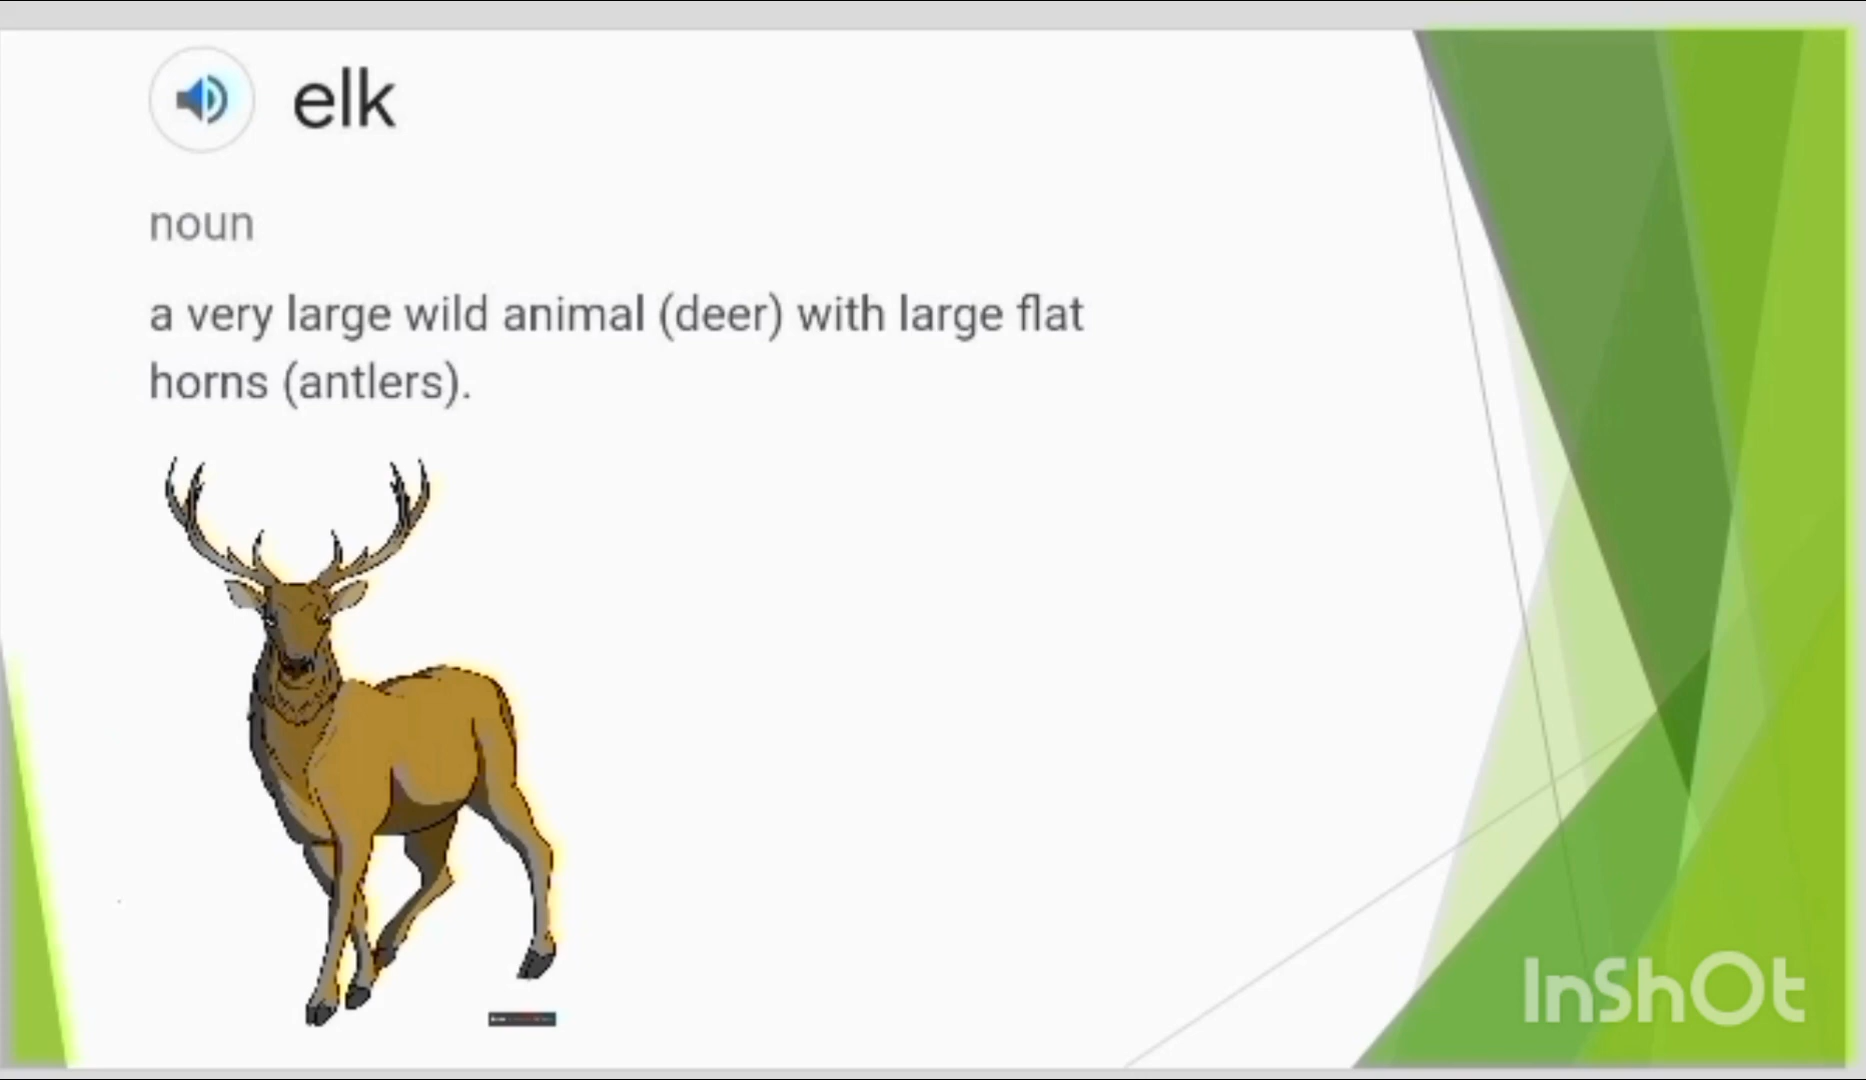 elk
noun
a very large wild animal (deer) with large flat
horns (antlers).
InShOt